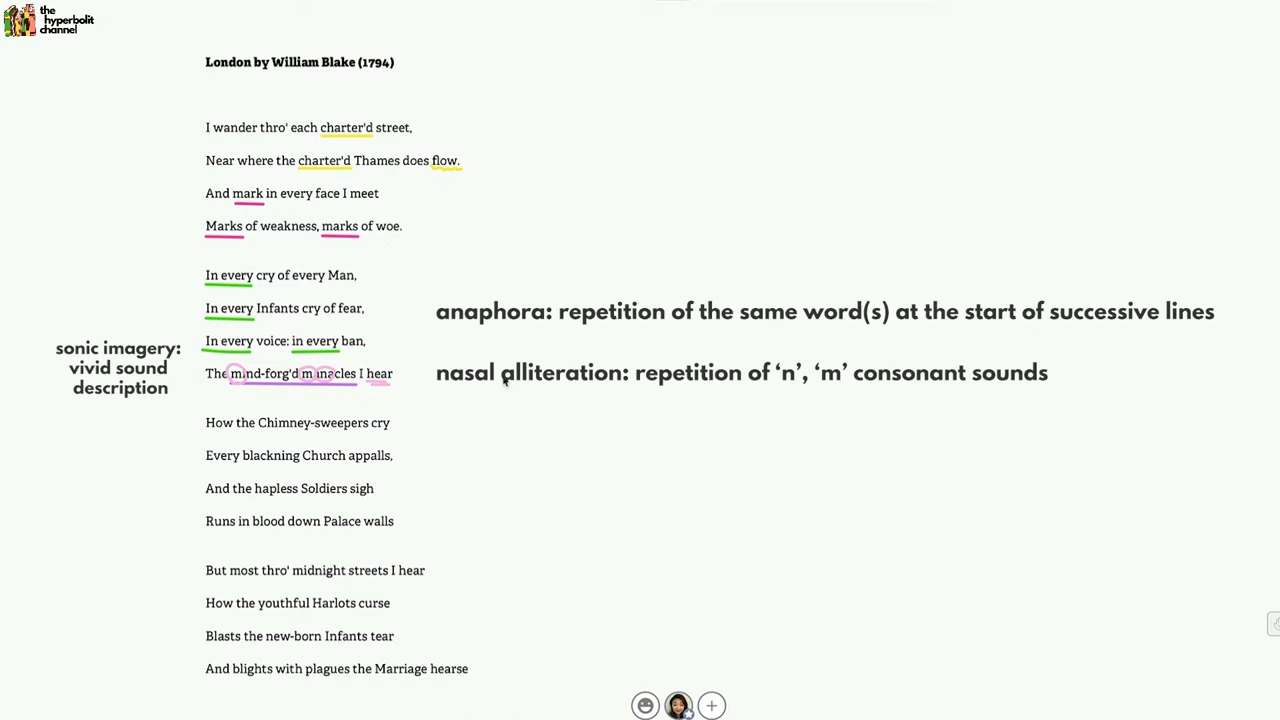 the
hyperbolit
channel
London by William Blake (1794)
I wander thro' each charter'd street,
Near where the charter'd Thames does flow.
And mark in every face I meet
Marks of weakness, marks of woe.
In every cry of every Man,
In every Infants cry of fear,
In every voice: in every ban,
The mind-forg'd manacles I hear
anaphora: repetition of the same word(s) at the start of successive lines
sonic imagery:
vivid sound
description
nasal alliteration: repetition of ‘n’, ‘m’ consonant sounds
How the Chimney-sweepers cry
Every blackning Church appalls,
And the hapless Soldiers sigh
Runs in blood down Palace walls
But most thro' midnight streets I hear
How the youthful Harlots curse
Blasts the new-born Infants tear
And blights with plagues the Marriage hearse